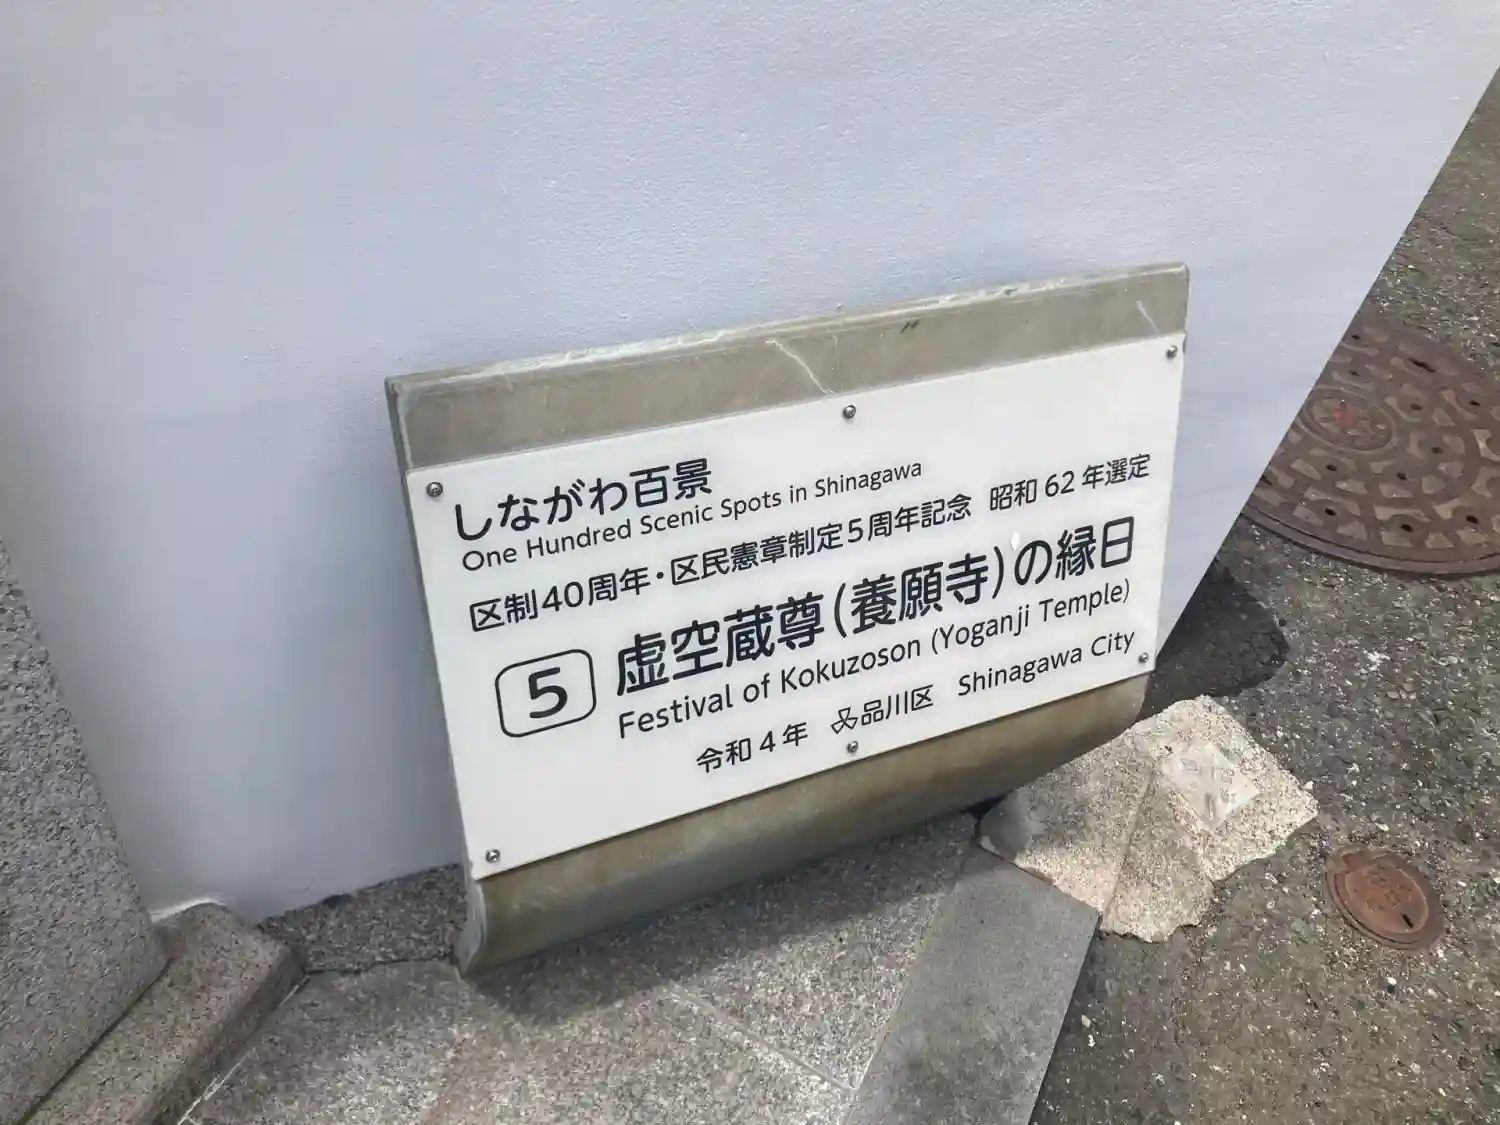 しながわ百景
One Hundred Scenic Spots in Shinagawa
区制40周年・区民憲章制定5周年記念 昭和62年選定
5 虚空蔵尊(養願寺)の縁日
Festival of Kokuzoson (Yoganji Temple)
令和4年 品川区 Shinagawa City